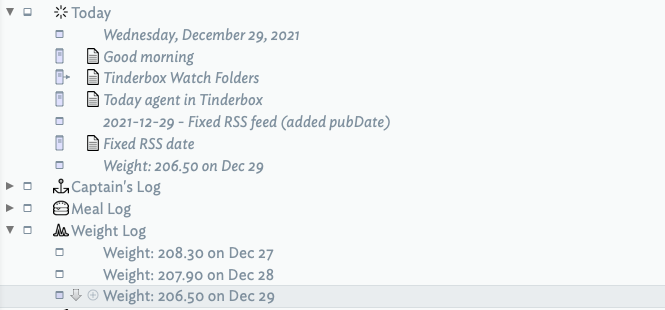 Today
Wednesday, December 29, 2021
Good morning
Tinderbox Watch Folders
Today agent in Tinderbox
2021-12-29 - Fixed RSS feed (added pubDate)
Fixed RSS date
Weight: 206.50 on Dec 29
Captain's Log
Meal Log
Weight Log
Weight: 208.30 on Dec 27
Weight: 207.90 on Dec 28
Weight: 206.50 on Dec 29